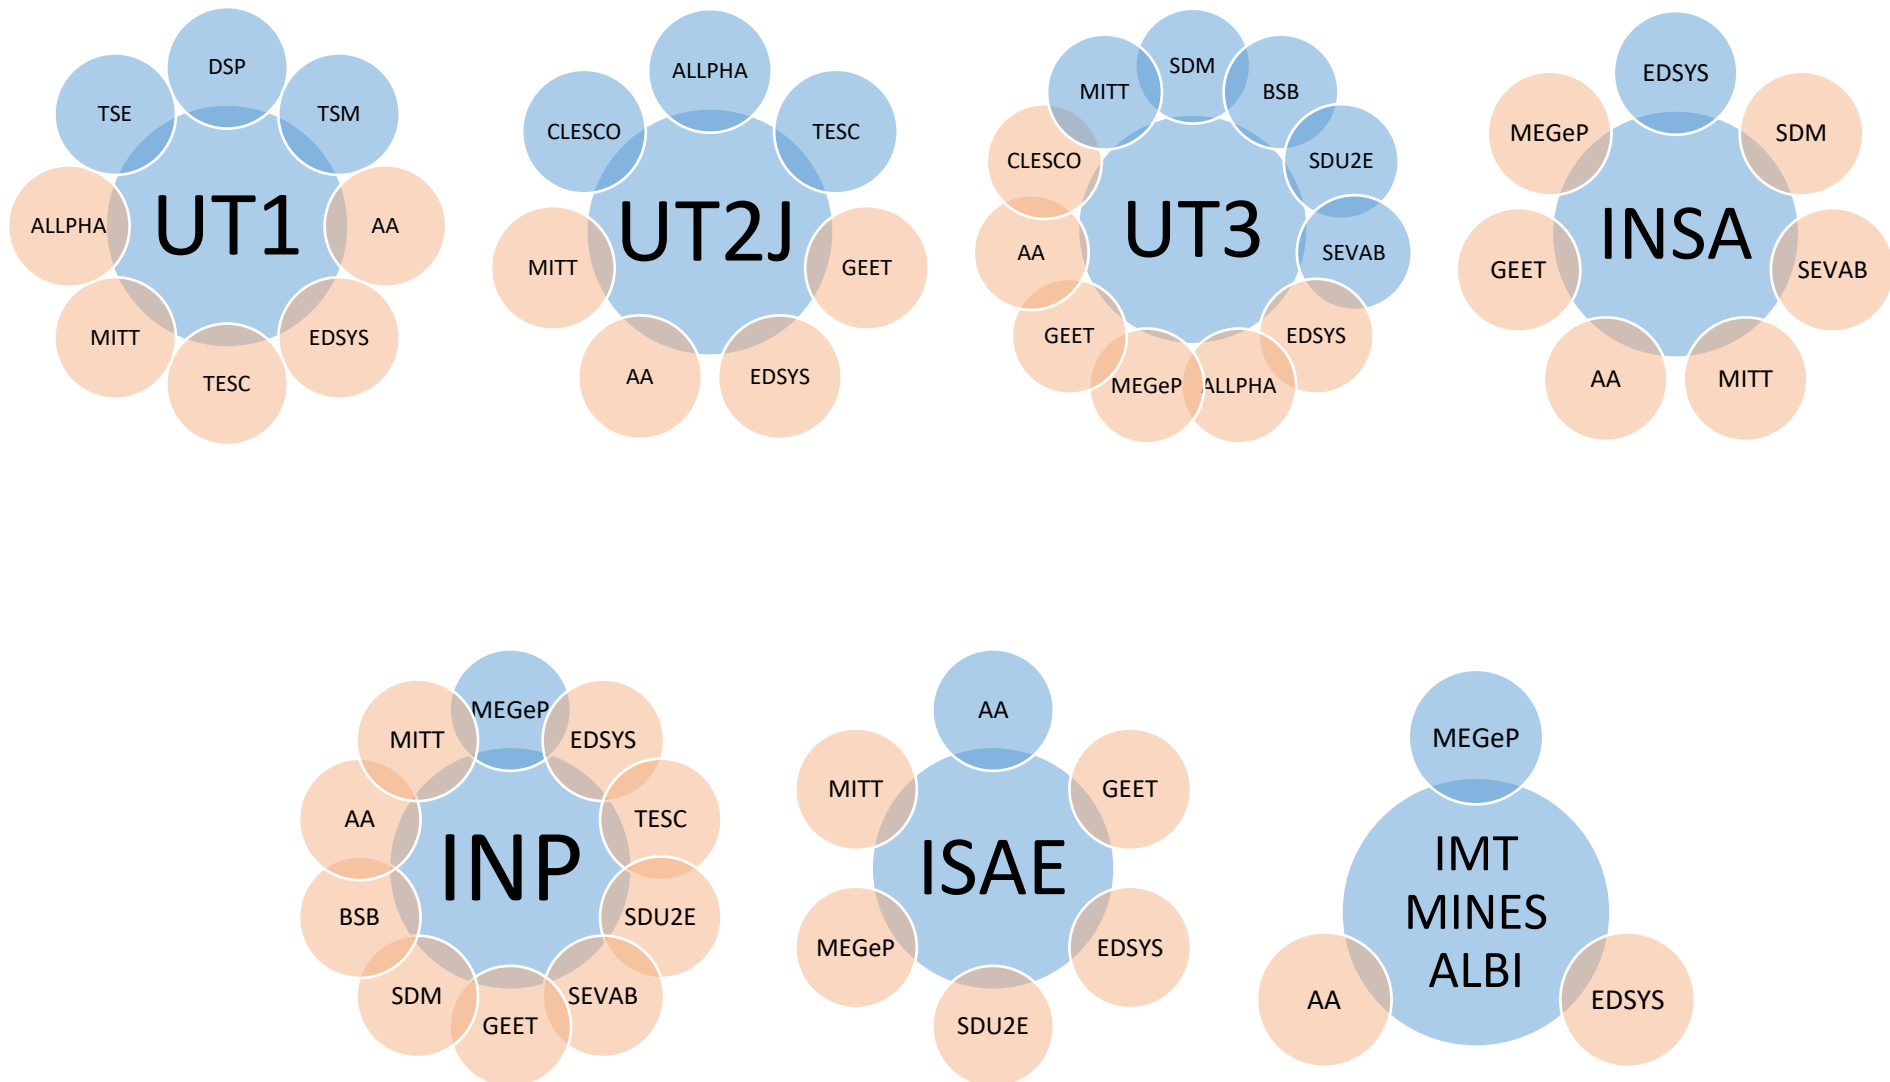 DSP
TSE
TSM
ALLPHA
UT1
AA
MITT
EDSYS
TESC
ALLPHA
CLESCO
TESC
UT2J
MITT
GEET
AA
EDSYS
SDM
MITT
BSB
CLESCO
SDU2E
UT3
AA
SEVAB
GEET
EDSYS
MEGeP
ALLPHA
EDSYS
MEGeP
SDM
INSA
GEET
SEVAB
AA
MITT
MEGeP
MITT
EDSYS
AA
TESC
INP
BSB
SDU2E
SDM
SEVAB
GEET
AA
MITT
GEET
ISAE
MEGeP
EDSYS
SDU2E
MEGeP
IMT
MINES
ALBI
AA
EDSYS